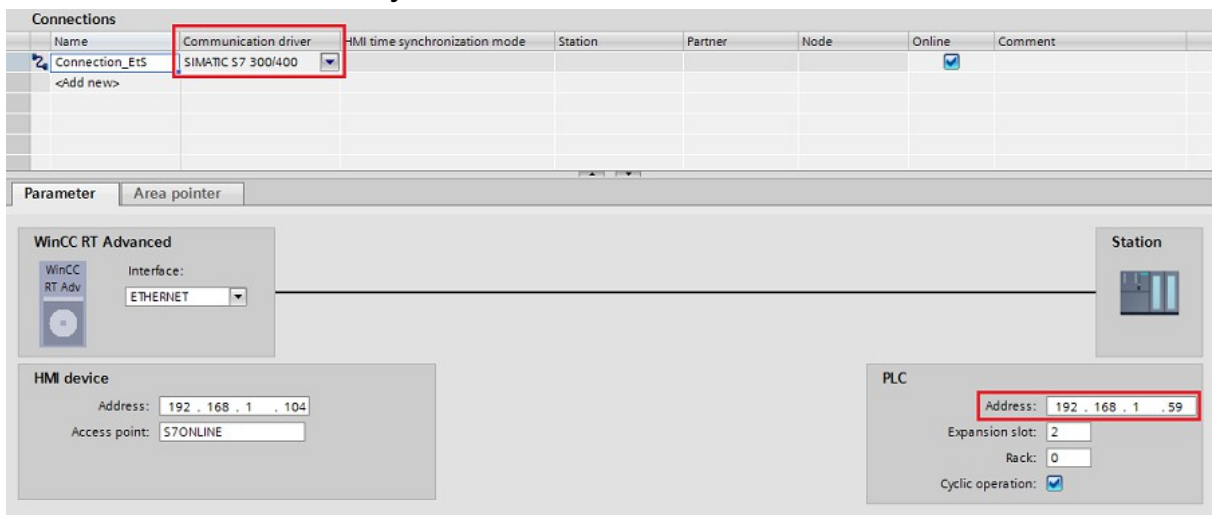 Connections
Name Communication driver HMI time synchronization mode Station Partner Node Online Comment
Connection_EtS SIMATIC S7 300/400
<Add new>
Parameter Area pointer
WinCC RT Advanced Station
WinCC Interface:
RT Adv ETHERNET
HMI device PLC
Address: 192 . 168 . 1 . 104 Address: 192 . 168 . 1 . 59
Access point: S7ONLINE Expansion slot: 2
Rack: 0
Cyclic operation: